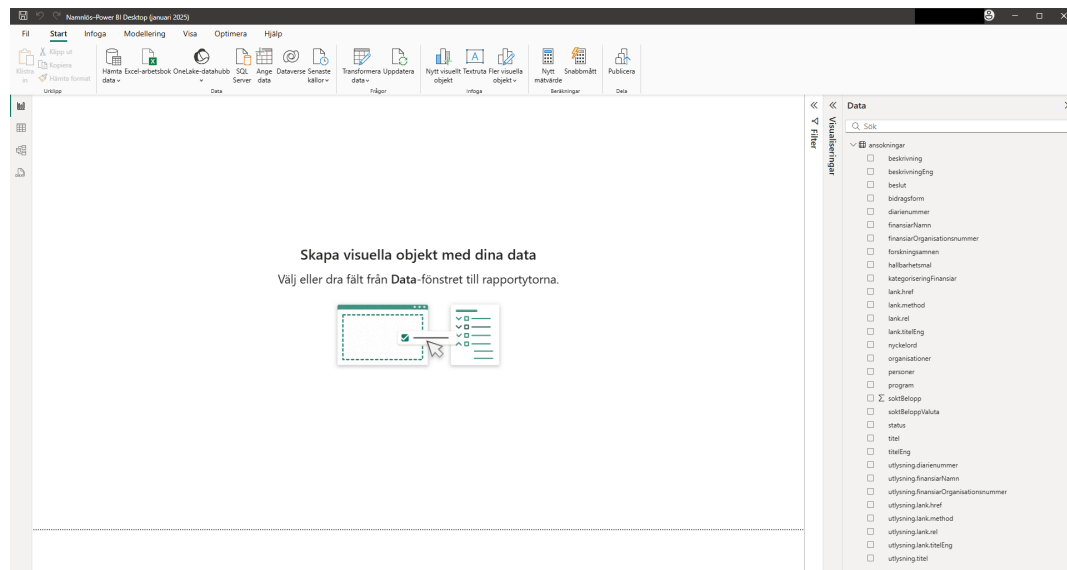 Namnlös–Power BI Desktop (januari 2025)
Fil Start Infoga Modellering Visa Optimera Hjälp
Klistra in
Klipp ut
Kopiera
Hämta format
Urklipp
Hämta data
Excel-arbetsbok
OneLake-datahubb
SQL Server
Ange data
Dataverse
Senaste källor
Data
Transformera data
Uppdatera
Frågor
Nytt visuellt objekt
Textruta
Fler visuella objekt
Infoga
Nytt mätvärde
Snabbmått
Beräkningar
Publicera
Dela
Skapa visuella objekt med dina data
Välj eller dra fält från Data-fönstret till rapportytorna.
Filter
Visualiseringar
Data
Sök
ansokningar
beskrivning
beskrivningEng
beslut
bidragsform
diarienummer
finansiarNamn
finansiarOrganisationsnummer
forskningsamnen
hallbarhetsmal
kategoriseringFinansiar
lank.href
lank.method
lank.rel
lank.titelEng
nyckelord
organisationer
personer
program
soktBelopp
soktBeloppValuta
status
titel
titelEng
utlysning.diarienummer
utlysning.finansiarNamn
utlysning.finansiarOrganisationsnummer
utlysning.lank.href
utlysning.lank.method
utlysning.lank.rel
utlysning.lank.titelEng
utlysning.titel